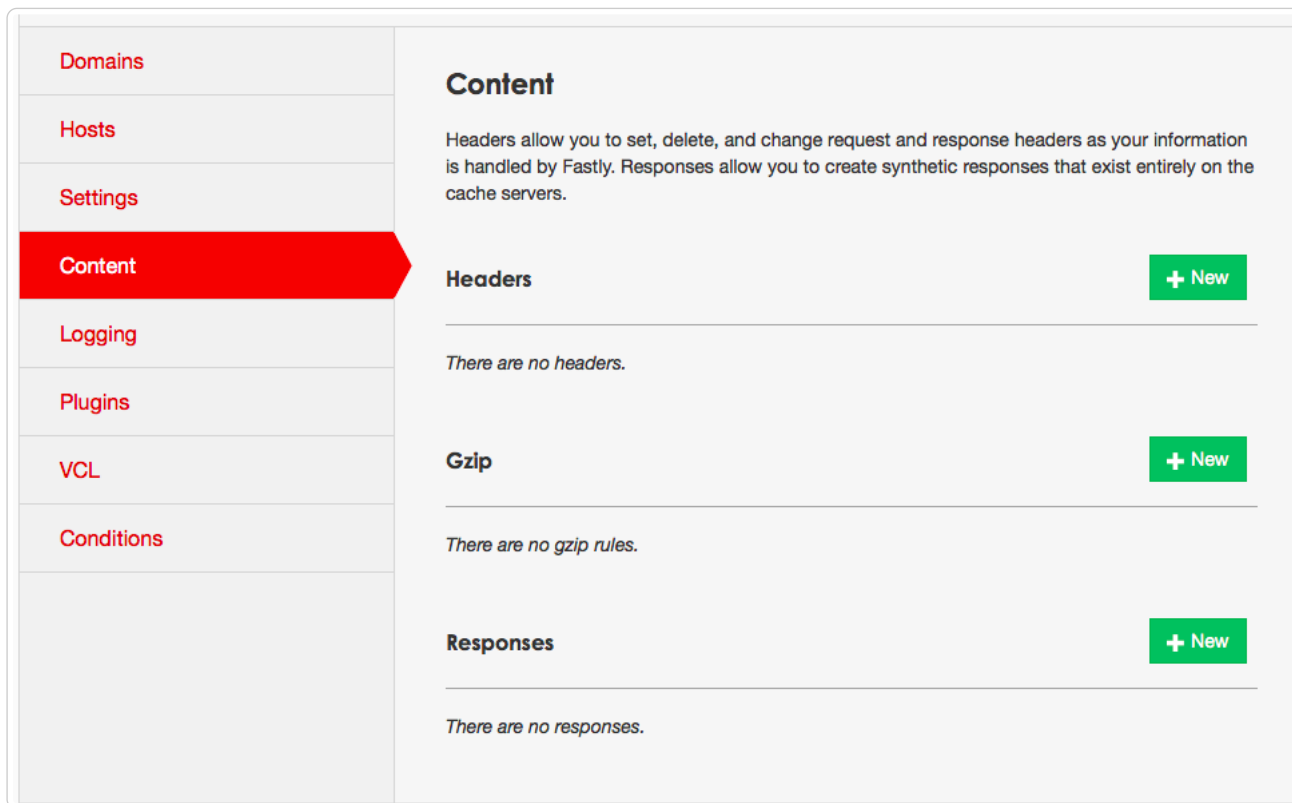 Domains
Hosts
Settings
Content
Logging
Plugins
VCL
Conditions
Content
Headers allow you to set, delete, and change request and response headers as your information
is handled by Fastly. Responses allow you to create synthetic responses that exist entirely on the
cache servers.
Headers
New
There are no headers.
Gzip
New
There are no gzip rules.
Responses
New
There are no responses.